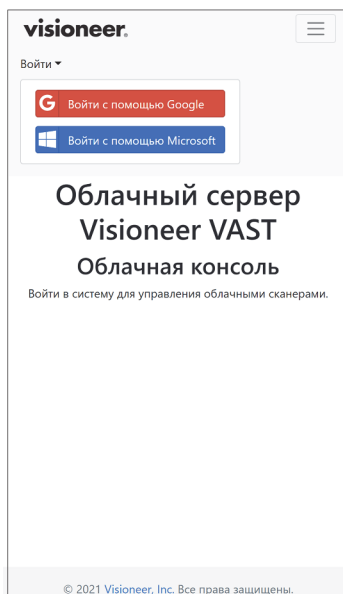 visioneer.
Войти
Войти с помощью Google
Войти с помощью Microsoft
Облачный сервер
Visioneer VAST
Облачная консоль
Войти в систему для управления облачными сканерами.
© 2021 Visioneer, Inc. Все права защищены.